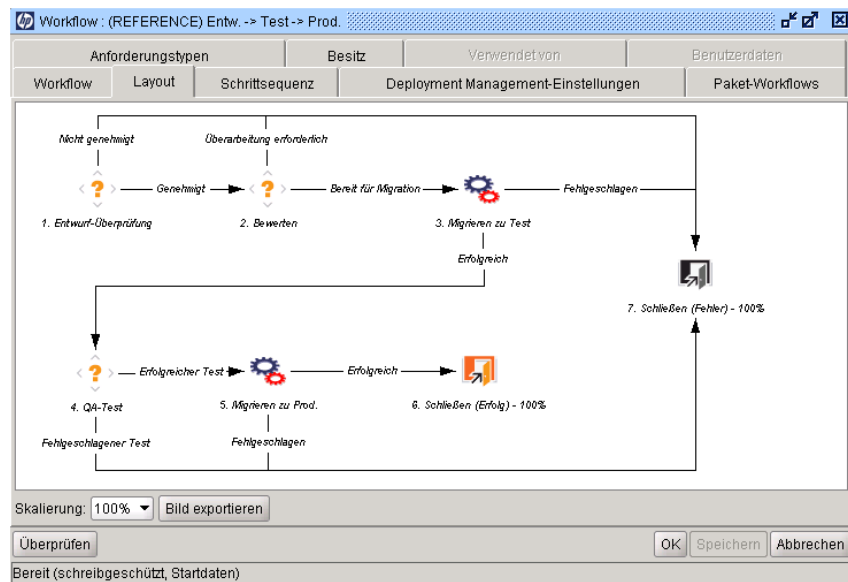 hp Workflow : (REFERENCE) Entw. -> Test -> Prod.
Anforderungstypen Besitz Verwendet von Benutzerdaten
Workflow Layout Schrittsequenz Deployment Management-Einstellungen Paket-Workflows
Nicht genehmigt Überarbeitung erforderlich
? Genehmigt ? Bereit für Migration Fehlgeschlagen
1. Entwurf-Überprüfung 2. Bewerten 3. Migrieren zu Test
Erfolgreich
7. Schließen (Fehler) - 100%
? Erfolgreicher Test Erfolgreich
4. QA-Test 5. Migrieren zu Prod. 6. Schließen (Erfolg) - 100%
Fehlgeschlagener Test Fehlgeschlagen
Skalierung: 100% Bild exportieren
Überprüfen OK Speichern Abbrechen
Bereit (schreibgeschützt, Startdaten)